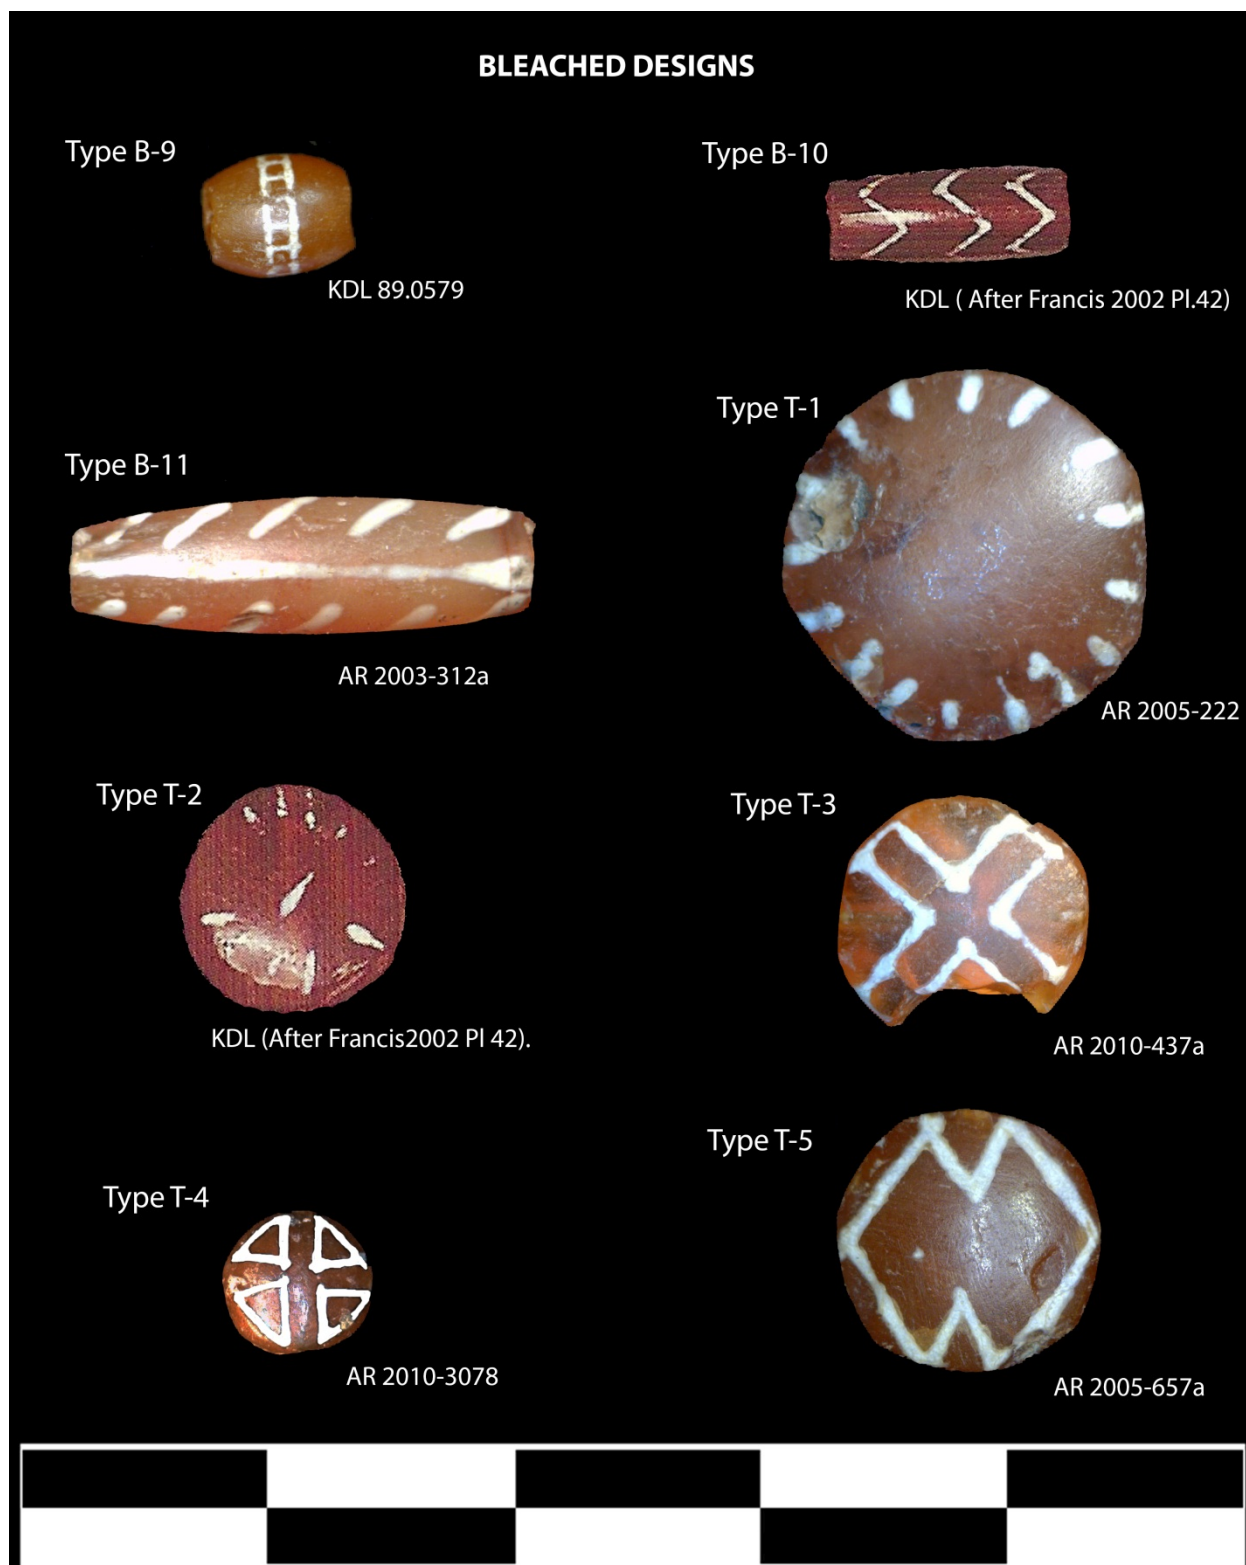 BLEACHED DESIGNS
Type B-9
KDL 89.0579
Type B-10
KDL ( After Francis 2002 Pl.42)
Type B-11
AR 2003-312a
Type T-1
AR 2005-222
Type T-2
KDL (After Francis2002 Pl 42).
Type T-3
AR 2010-437a
Type T-4
AR 2010-3078
Type T-5
AR 2005-657a